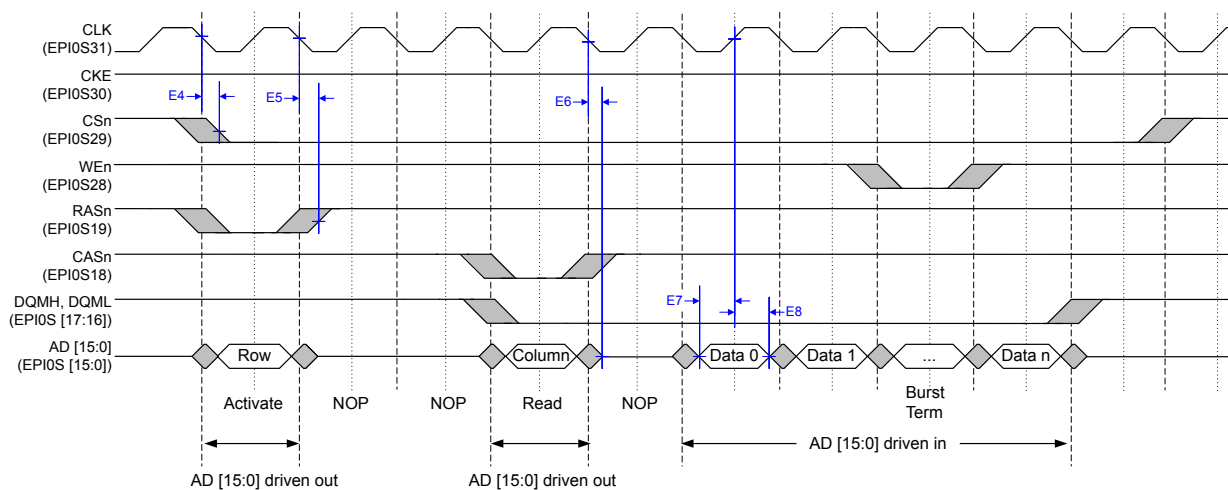 CLK
(EPI0S31)
CKE
(EPI0S30)
E4
E5
E6
CSn
(EPI0S29)
WEn
(EPI0S28)
RASn
(EPI0S19)
CASn
(EPI0S18)
DQMH, DQML
(EPI0S [17:16])
E7
E8
AD [15:0]
(EPI0S [15:0])
Row
Column
Data 0
Data 1
...
Data n
Activate
NOP
NOP
Read
NOP
Burst
Term
AD [15:0] driven in
AD [15:0] driven out
AD [15:0] driven out